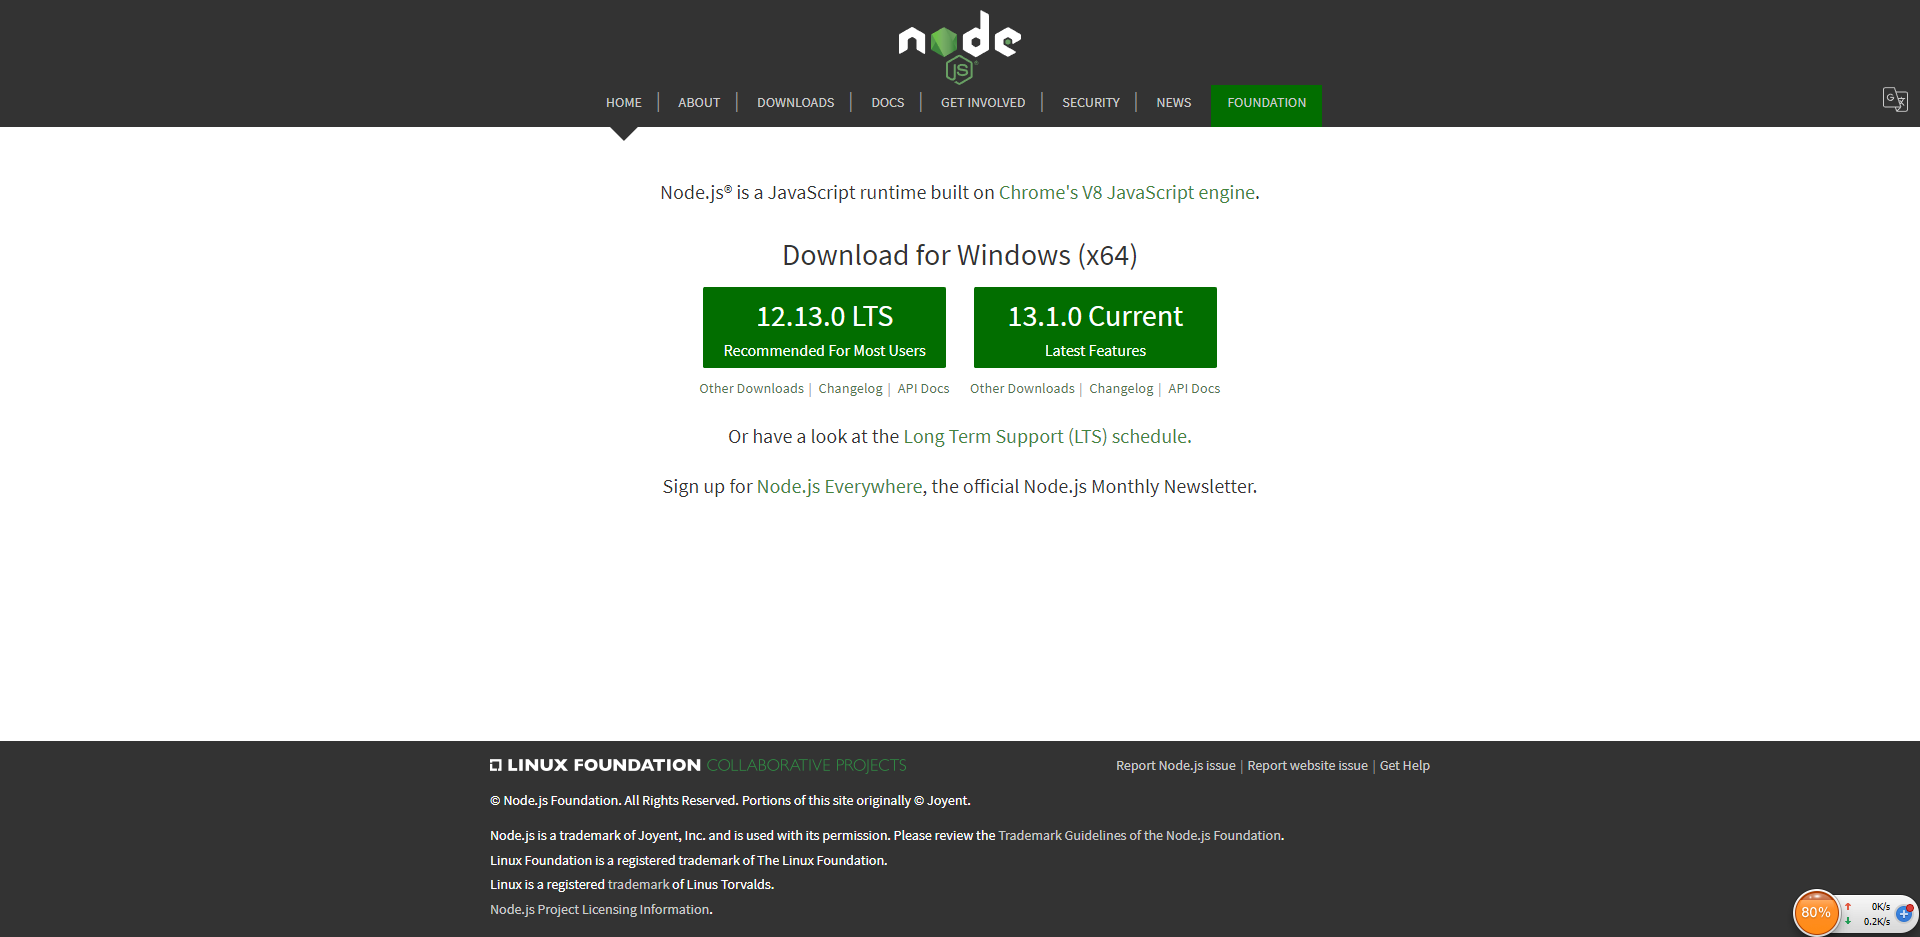 node
JS
HOME | ABOUT | DOWNLOADS | DOCS | GET INVOLVED | SECURITY | NEWS FOUNDATION
Node.js® is a JavaScript runtime built on Chrome's V8 JavaScript engine.
Download for Windows (x64)
12.13.0 LTS
Recommended For Most Users
13.1.0 Current
Latest Features
Other Downloads | Changelog | API Docs
Other Downloads | Changelog | API Docs
Or have a look at the Long Term Support (LTS) schedule.
Sign up for Node.js Everywhere, the official Node.js Monthly Newsletter.
LINUX FOUNDATION COLLABORATIVE PROJECTS
Report Node.js issue | Report website issue | Get Help
© Node.js Foundation. All Rights Reserved. Portions of this site originally © Joyent.
Node.js is a trademark of Joyent, Inc. and is used with its permission. Please review the Trademark Guidelines of the Node.js Foundation.
Linux Foundation is a registered trademark of The Linux Foundation.
Linux is a registered trademark of Linus Torvalds.
Node.js Project Licensing Information.
80%
0K/s
0.2K/s